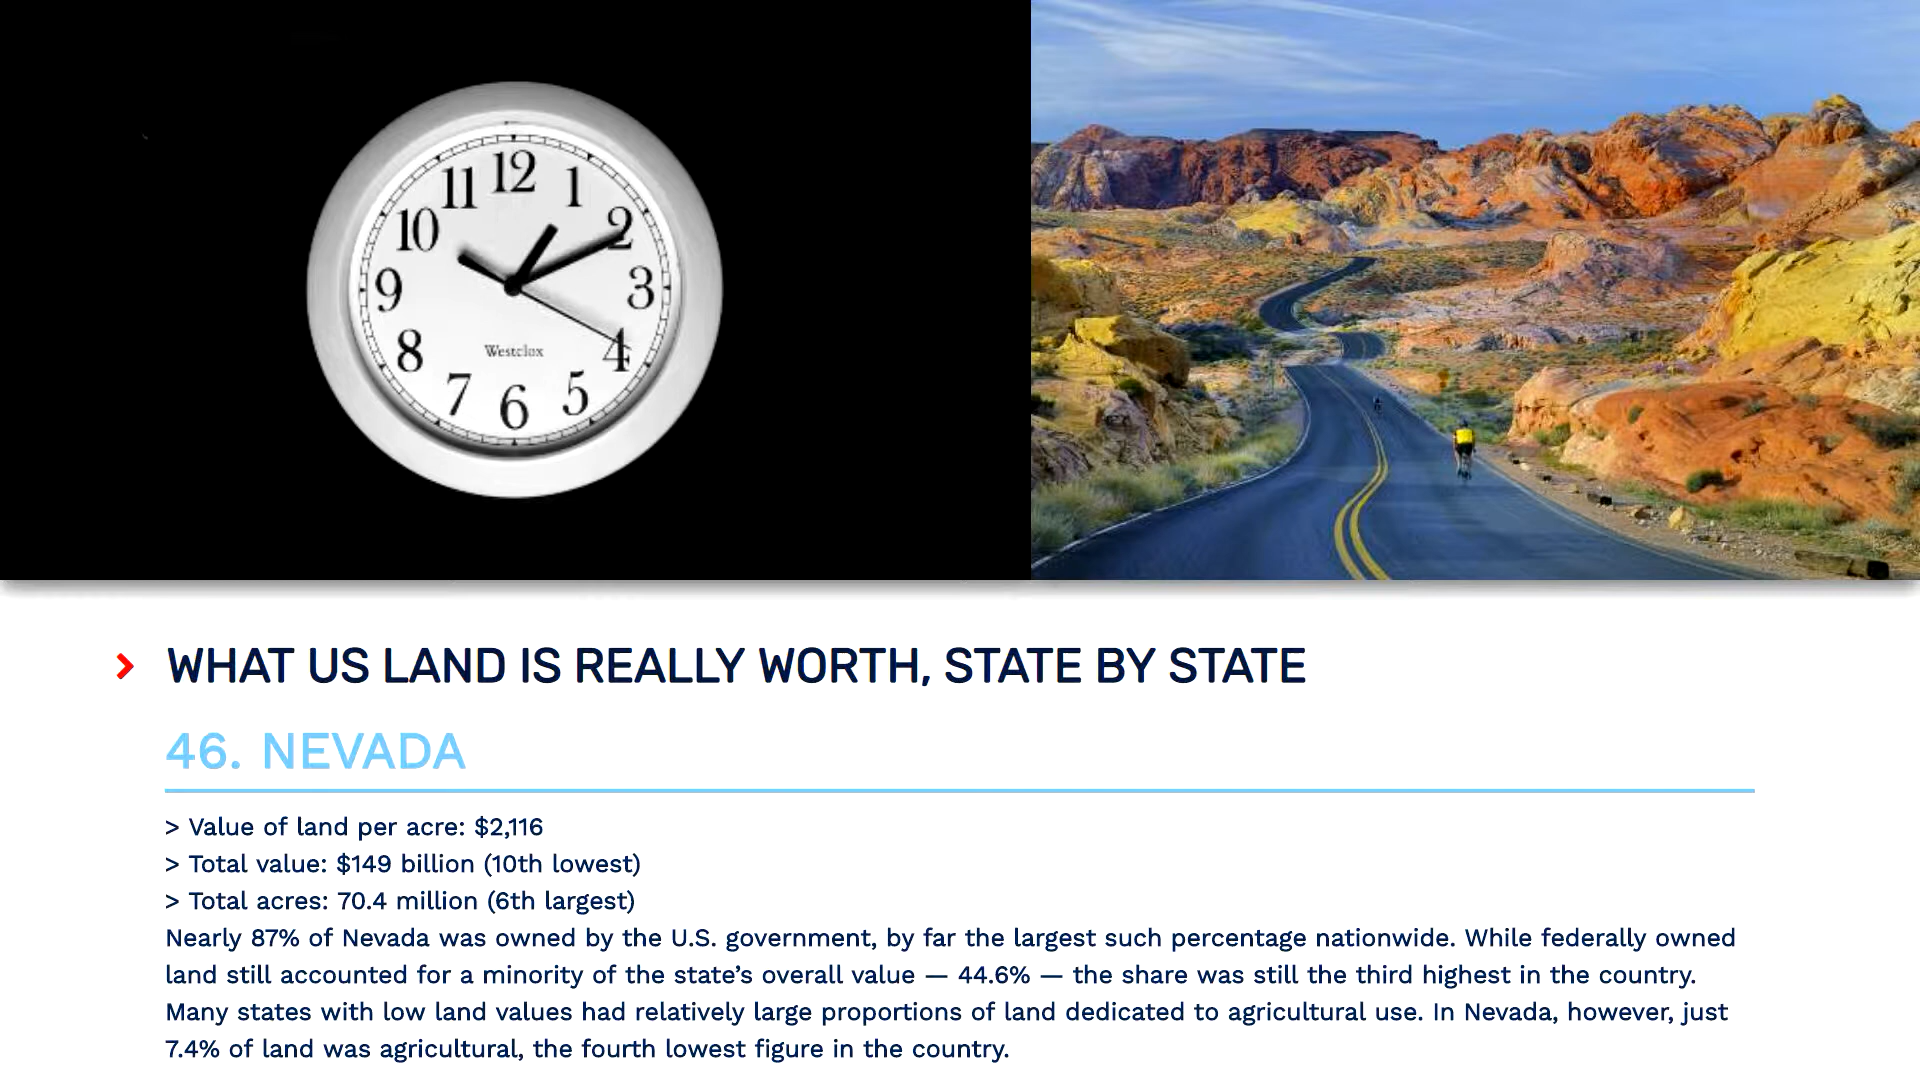 12
11
1
10
2
9
3
8
4
Westclox
7
5
6
WHAT US LAND IS REALLY WORTH, STATE BY STATE
46. NEVADA
> Value of land per acre: $2,116
> Total value: $149 billion (10th lowest)
> Total acres: 70.4 million (6th largest)
Nearly 87% of Nevada was owned by the U.S. government, by far the largest such percentage nationwide. While federally owned
land still accounted for a minority of the state’s overall value — 44.6% — the share was still the third highest in the country.
Many states with low land values had relatively large proportions of land dedicated to agricultural use. In Nevada, however, just
7.4% of land was agricultural, the fourth lowest figure in the country.